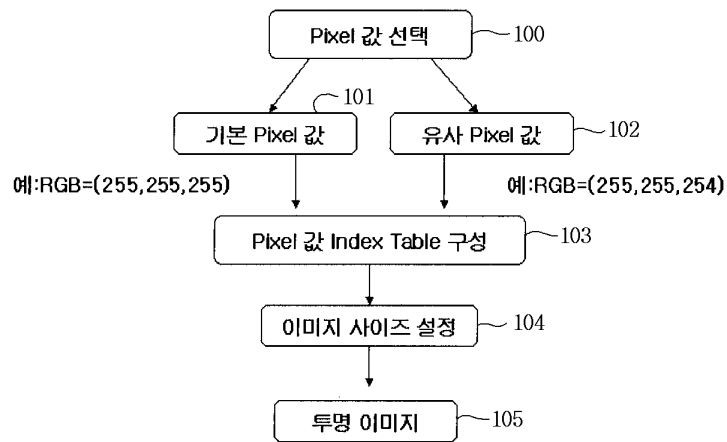 Pixel 값 선택
100
101
기본 Pixel 값
유사 Pixel 값
102
예:RGB=(255,255,255)
예:RGB=(255,255,254)
Pixel 값 Index Table 구성
103
이미지 사이즈 설정
104
투명 이미지
105